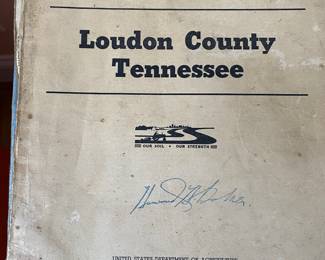 Loudon County
Tennessee
OUR SOIL • OUR STRENGTH
UNITED STATES DEPARTMENT OF AGRICULTURE